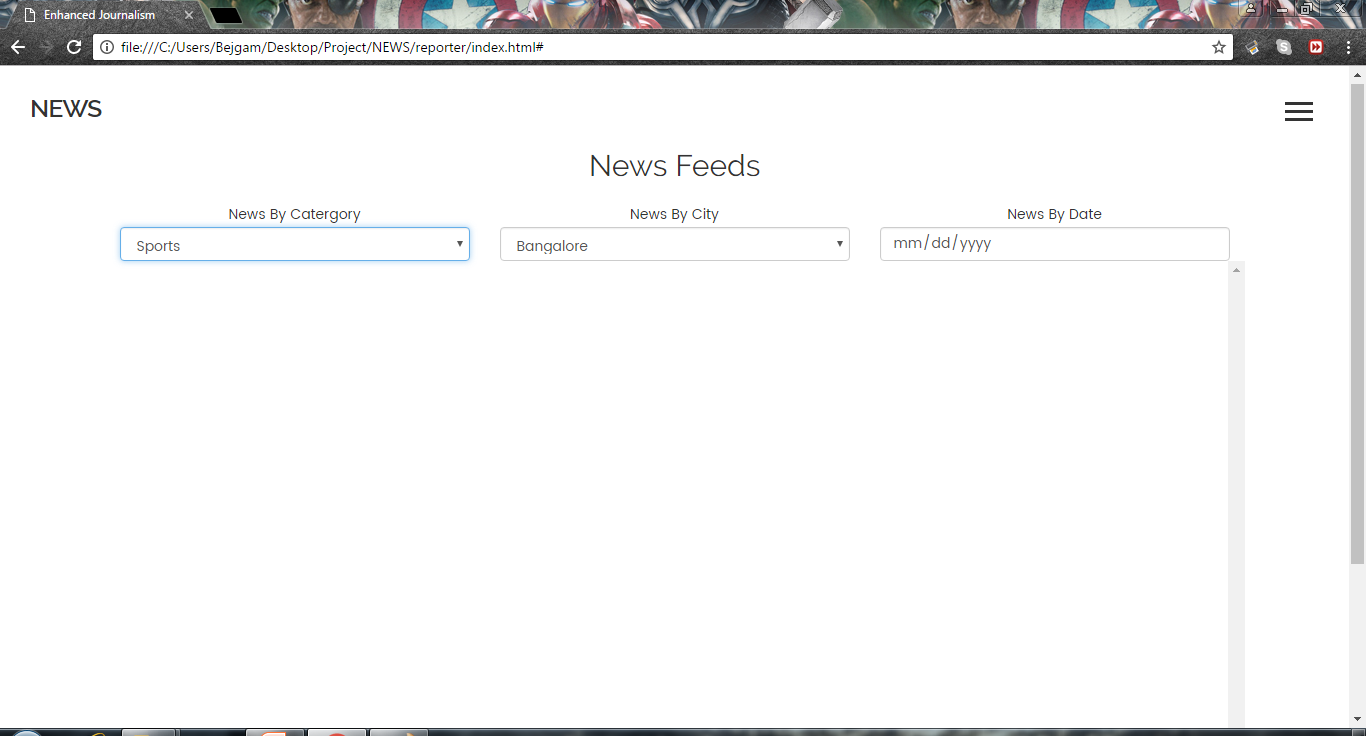 Enhanced Journalism
file:///C:/Users/Bejgam/Desktop/Project/NEWS/reporter/index.html#
NEWS
News Feeds
News By Catergory
News By City
News By Date
Sports
Bangalore
mm/dd/yyyy